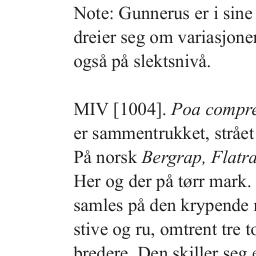 Note: Gunnerus er i sine
dreier seg om variasjoner
også på slektsnivå.
MIV [1004]. Poa compre
er sammentrukket, strået
På norsk Bergrap, Flatra
Her og der på tørr mark.
samles på den krypende
stive og ru, omtrent tre
bredere. Den skiller seg